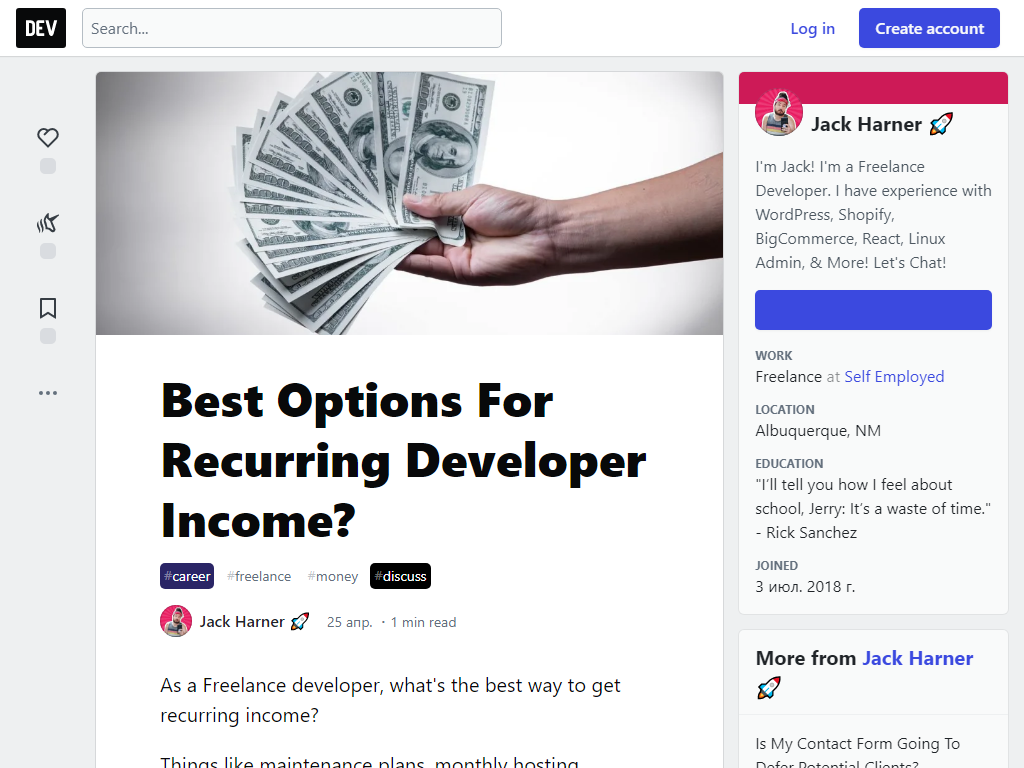 DEV
Search...
Log in
Create account
Jack Harner 🚀
I'm Jack! I'm a Freelance
Developer. I have experience with
WordPress, Shopify,
BigCommerce, React, Linux
Admin, & More! Let's Chat!
WORK
Freelance at Self Employed
LOCATION
Albuquerque, NM
EDUCATION
"I'll tell you how I feel about
school, Jerry: It's a waste of time."
- Rick Sanchez
JOINED
3 июл. 2018 г.
Best Options For
Recurring Developer
Income?
#career #freelance #money #discuss
Jack Harner 🚀 25 апр. · 1 min read
As a Freelance developer, what's the best way to get
recurring income?
Things like maintenance plans, monthly hosting,
More from Jack Harner
🚀
Is My Contact Form Going To
Defer Potential Clients?